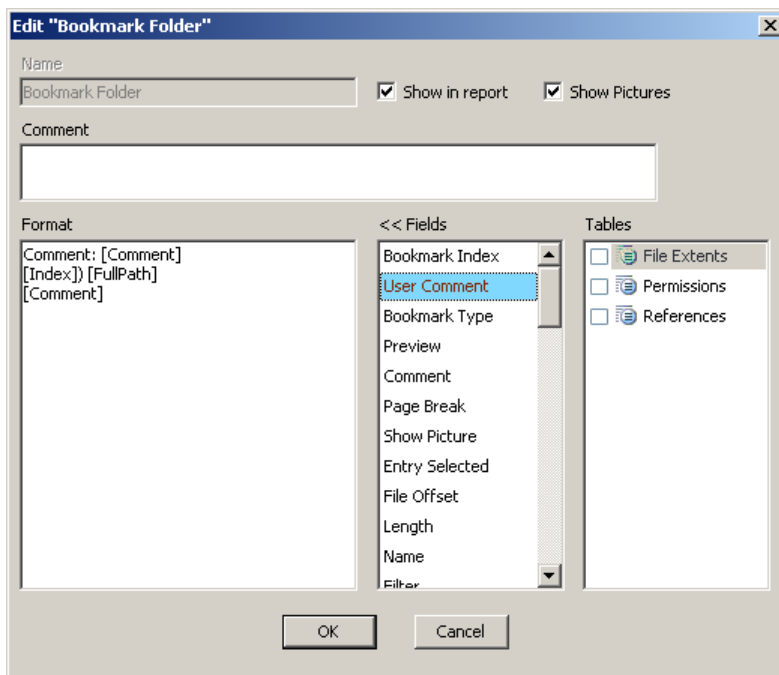 Edit "Bookmark Folder"
Name
Bookmark Folder
Show in report
Show Pictures
Comment
Format
Comment: [Comment]
[Index]) [FullPath]
[Comment]
<< Fields
Bookmark Index
User Comment
Bookmark Type
Preview
Comment
Page Break
Show Picture
Entry Selected
File Offset
Length
Name
Filter
Tables
File Extents
Permissions
References
OK
Cancel